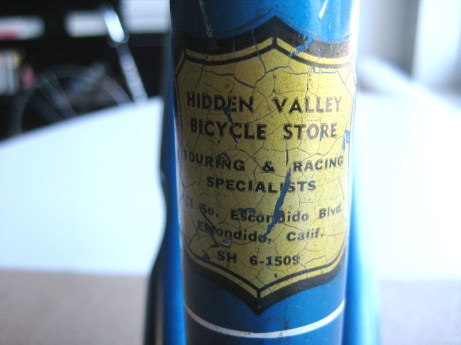 HIDDEN VALLEY
BICYCLE STORE
TOURING & RACING
SPECIALISTS
So. Escondido Blvd.
Escondido, Calif.
SH 6-1509